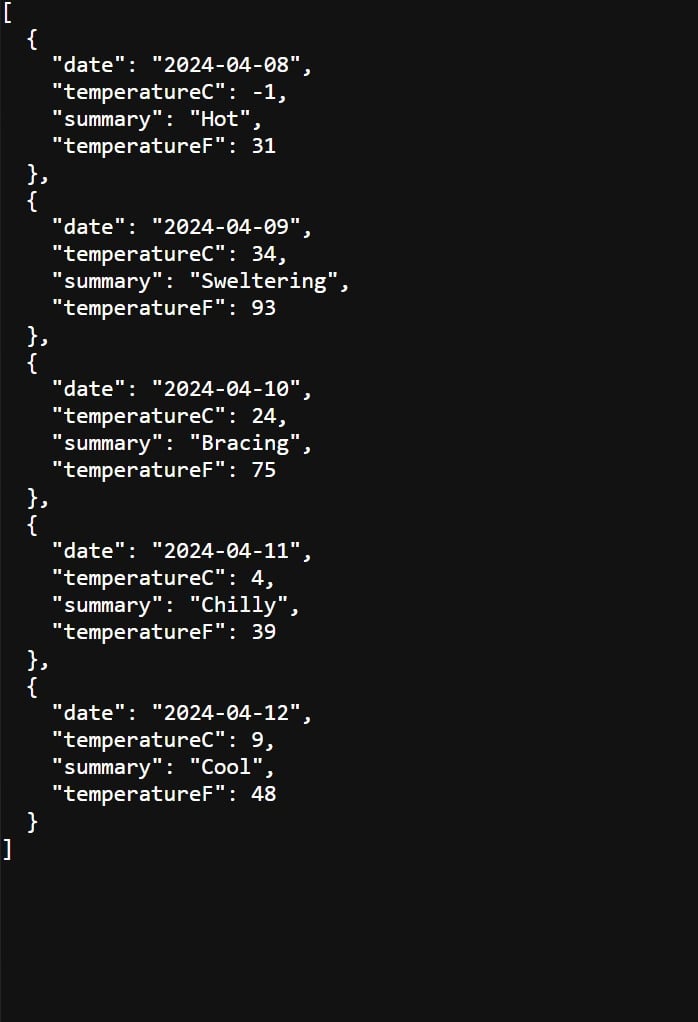 [
  {
    "date": "2024-04-08",
    "temperatureC": -1,
    "summary": "Hot",
    "temperatureF": 31
  },
  {
    "date": "2024-04-09",
    "temperatureC": 34,
    "summary": "Sweltering",
    "temperatureF": 93
  },
  {
    "date": "2024-04-10",
    "temperatureC": 24,
    "summary": "Bracing",
    "temperatureF": 75
  },
  {
    "date": "2024-04-11",
    "temperatureC": 4,
    "summary": "Chilly",
    "temperatureF": 39
  },
  {
    "date": "2024-04-12",
    "temperatureC": 9,
    "summary": "Cool",
    "temperatureF": 48
  }
]